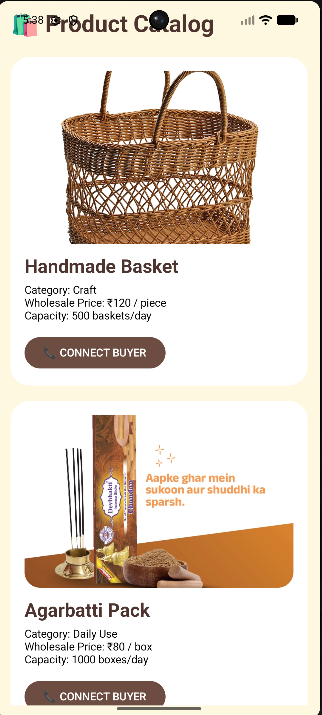 5:38
🛍️ Product Catalog
Handmade Basket
Category: Craft
Wholesale Price: ₹120 / piece
Capacity: 500 baskets/day
📞 CONNECT BUYER
Devbhakti
Aapke ghar mein
sukoon aur shuddhi ka
sparsh.
Agarbatti Pack
Category: Daily Use
Wholesale Price: ₹80 / box
Capacity: 1000 boxes/day
📞 CONNECT BUYER